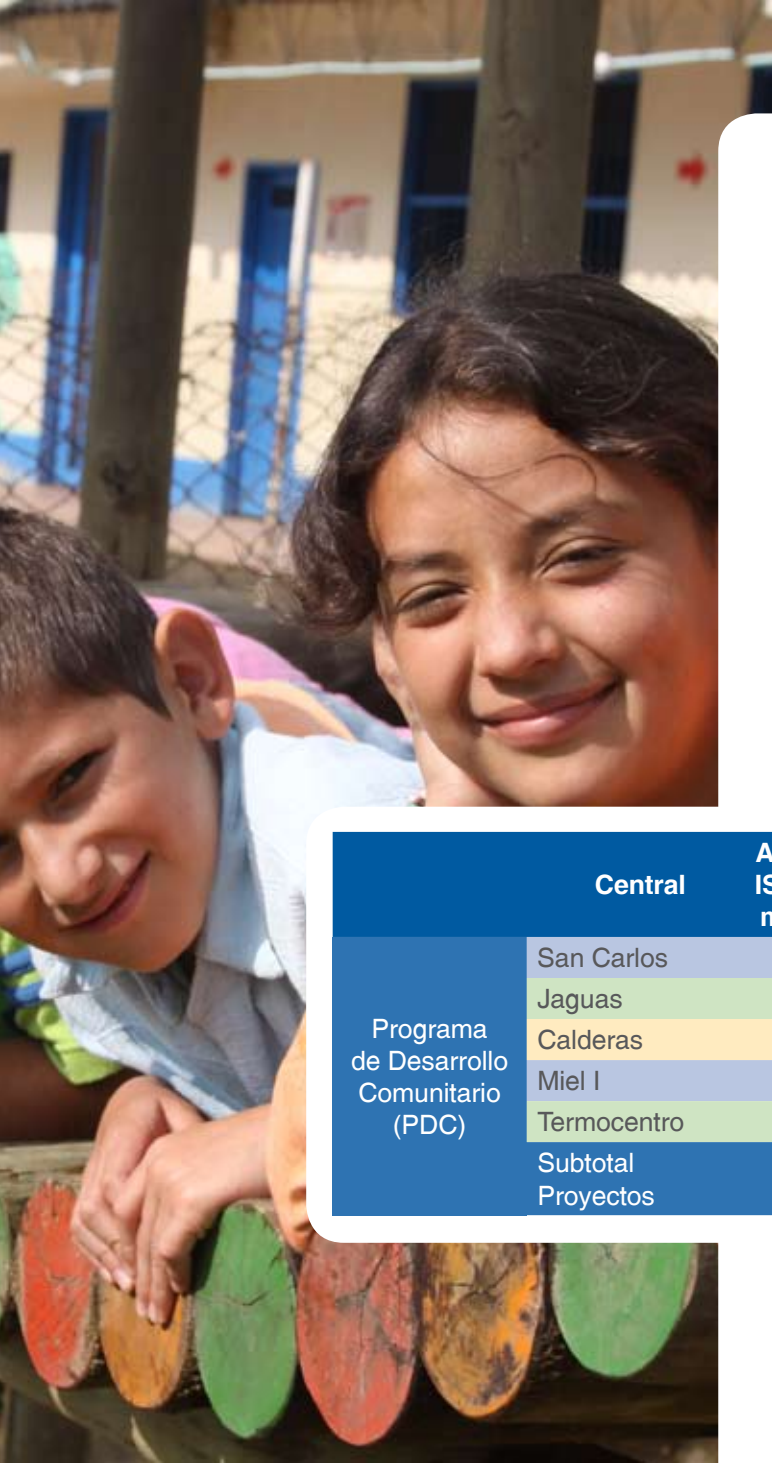 Central
San Carlos
Jaguas
Calderas
Miel I
Termocentro
Subtotal
Proyectos
Programa
de Desarrollo
Comunitario
(PDC)